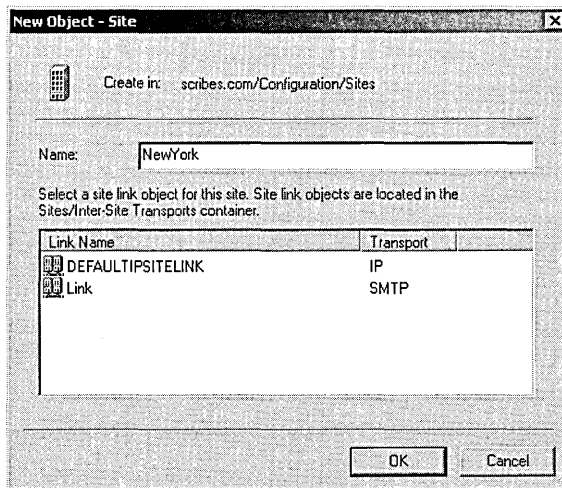 New Object - Site
Create in: scribes.com/Configuration/Sites
Name: NewYork
Select a site link object for this site. Site link objects are located in the
Sites/Inter-Site Transports container.
Link Name Transport
DEFAULTIPSITELINK IP
Link SMTP
OK Cancel